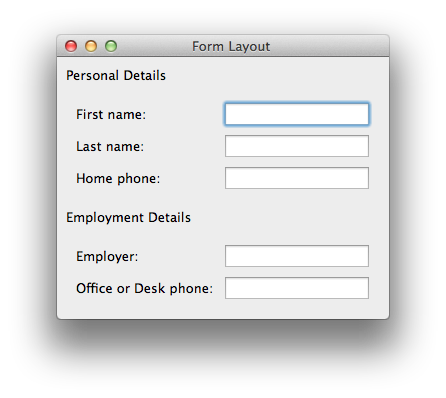 Form Layout
Personal Details
First name:
Last name:
Home phone:
Employment Details
Employer:
Office or Desk phone: